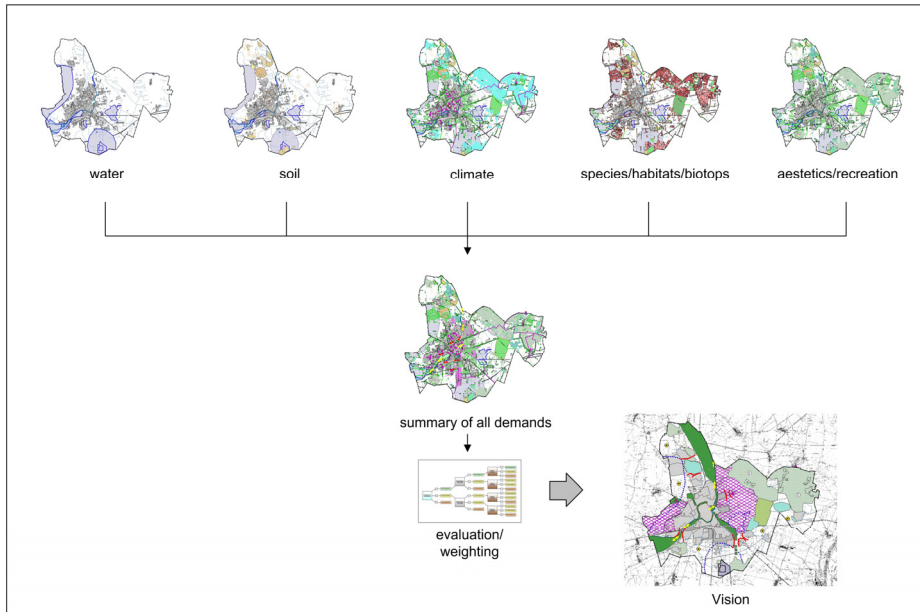 water
soil
climate
species/habitats/biotops
aestetics/recreation
summary of all demands
evaluation/
weighting
Vision